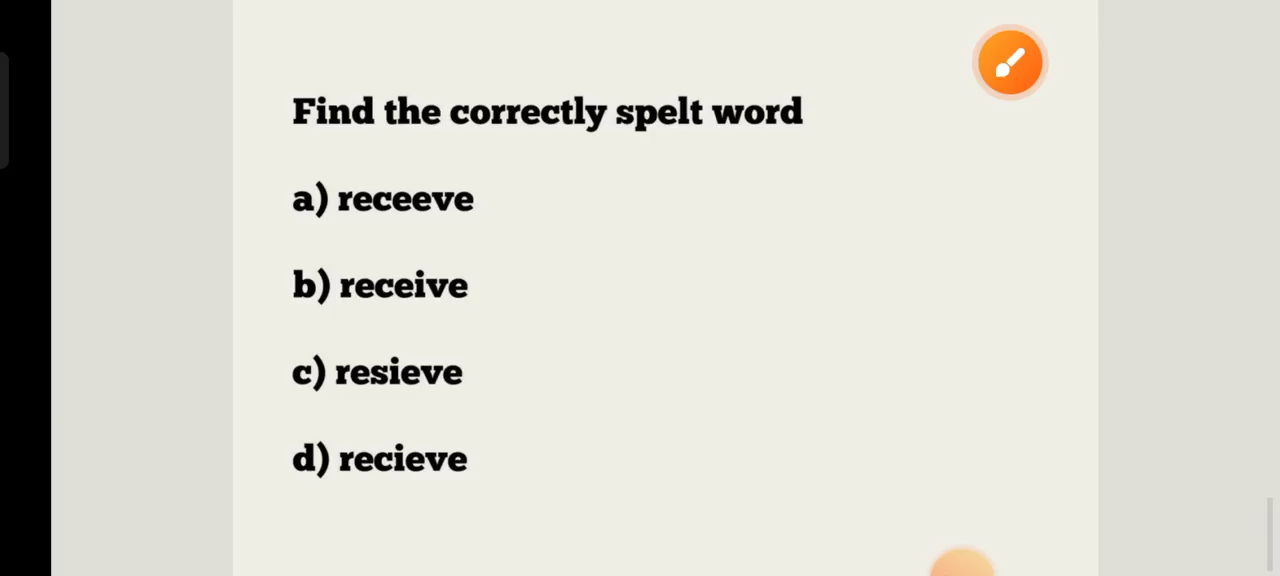 Find the correctly spelt word
a) receeve
b) receive
c) resieve
d) recieve